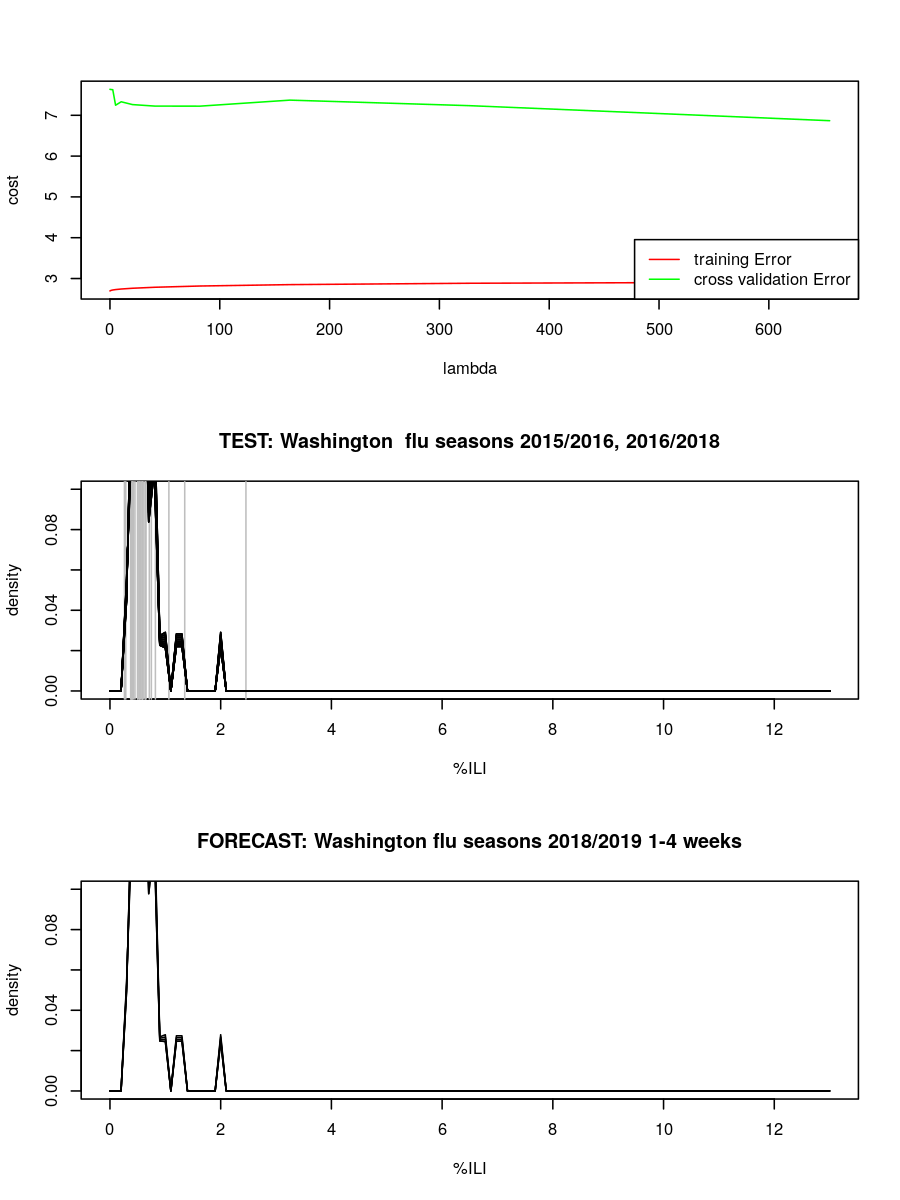 cost
7
6
5
4
3
training Error
cross validation Error
0 100 200 300 400 500 600
lambda
TEST: Washington  flu seasons 2015/2016, 2016/2018
density
0.08
0.04
0.00
0 2 4 6 8 10 12
%ILI
FORECAST: Washington flu seasons 2018/2019 1-4 weeks
density
0.08
0.04
0.00
0 2 4 6 8 10 12
%ILI